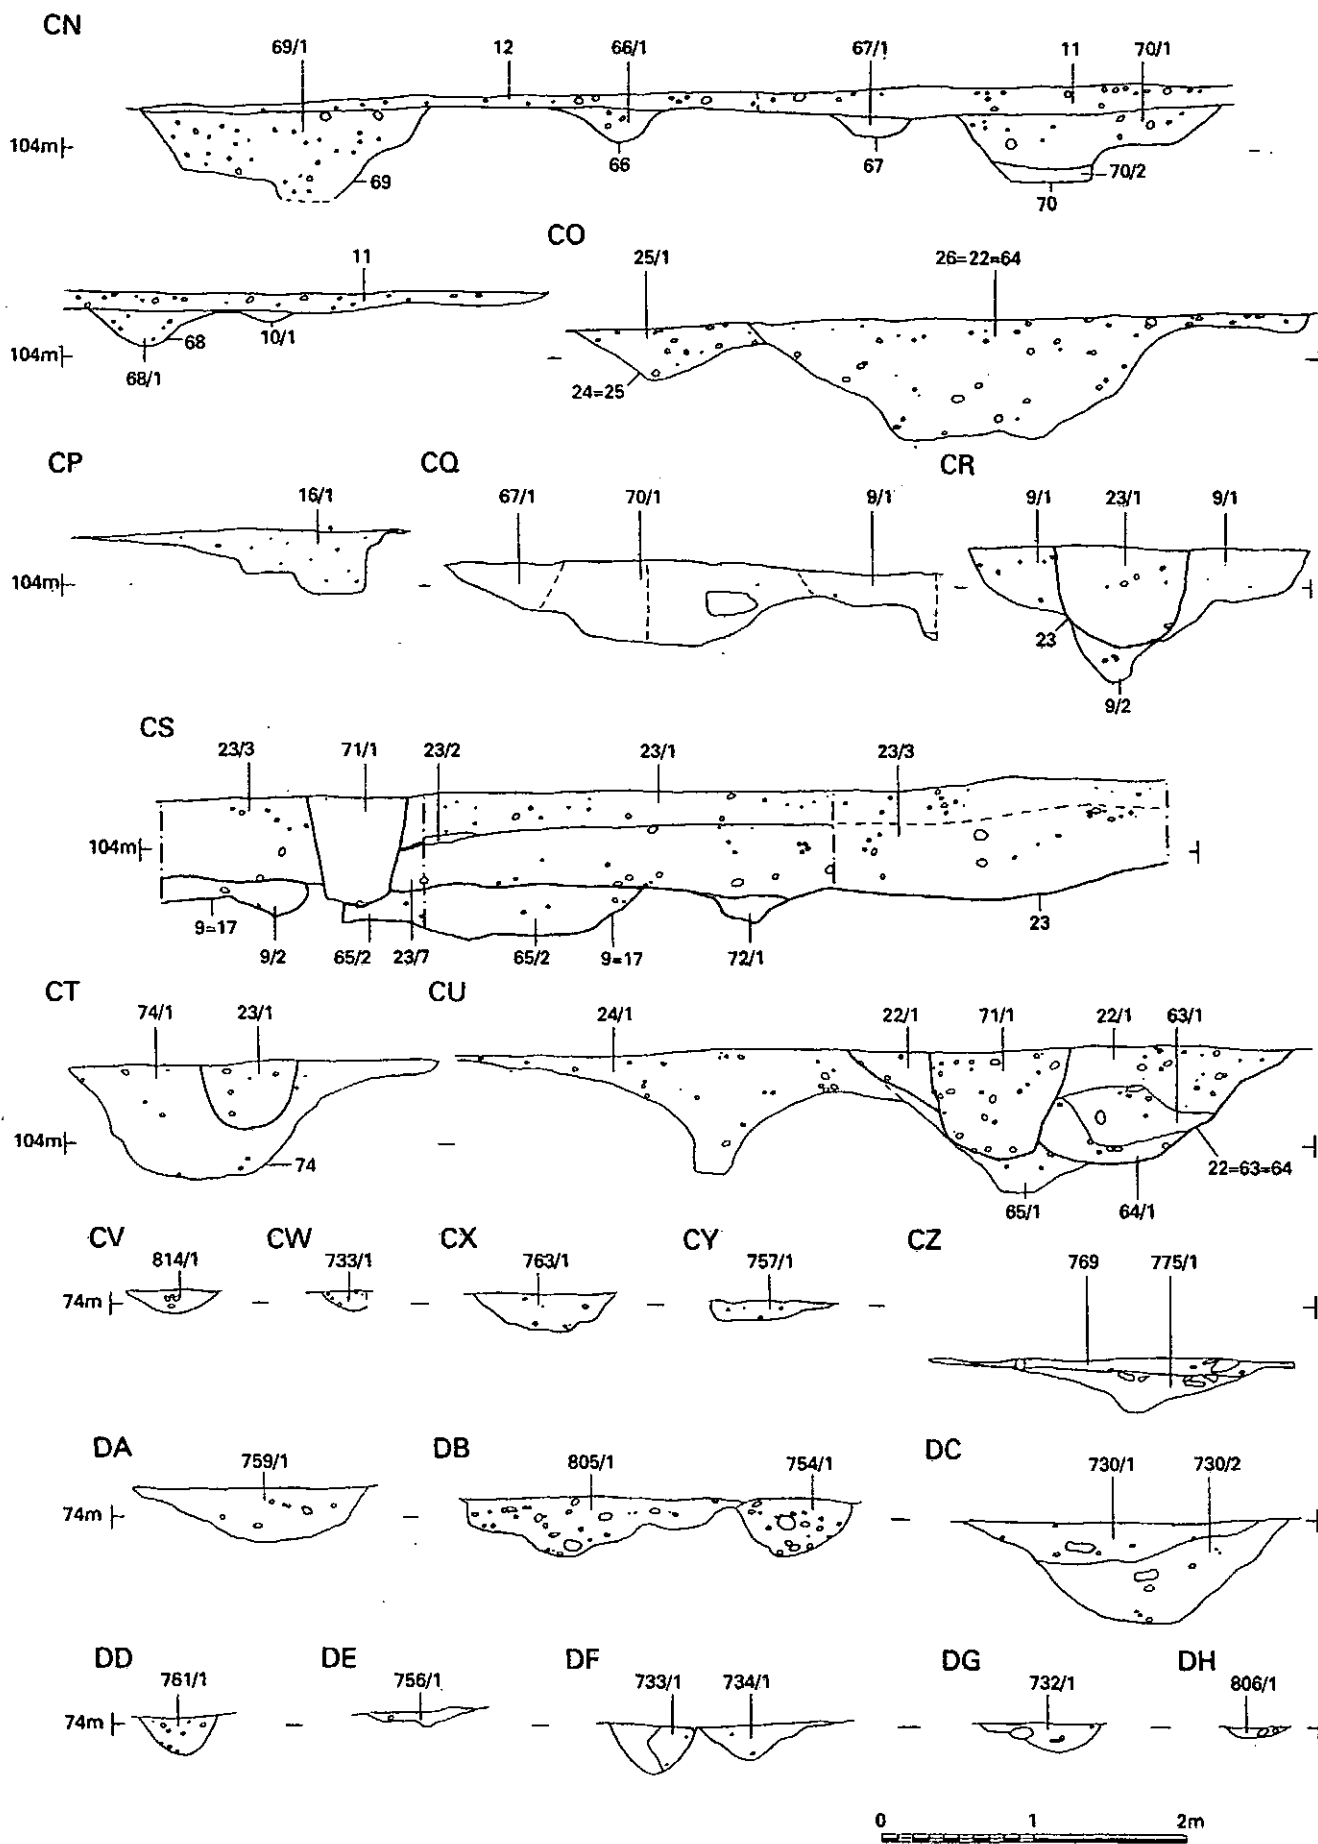 CN
69/1 12 66/1 67/1 11 70/1
104m
69 66 67 70/2
70
CO
11 25/1 26=22=64
104m
68 10/1
68/1 24=25
CP CQ CR
16/1 67/1 70/1 9/1 9/1 23/1 9/1
104m
23
9/2
CS
23/3 71/1 23/2 23/1 23/3
104m
9=17 23
9/2 65/2 23/7 65/2 9=17 72/1
CT CU
74/1 23/1 24/1 22/1 71/1 22/1 63/1
104m
74 22=63=64
65/1 64/1
CV CW CX CY CZ
814/1 733/1 763/1 757/1 769 775/1
74m
DA DB DC
759/1 805/1 754/1 730/1 730/2
74m
DD DE DF DG DH
761/1 756/1 733/1 734/1 732/1 806/1
74m
0 1 2m